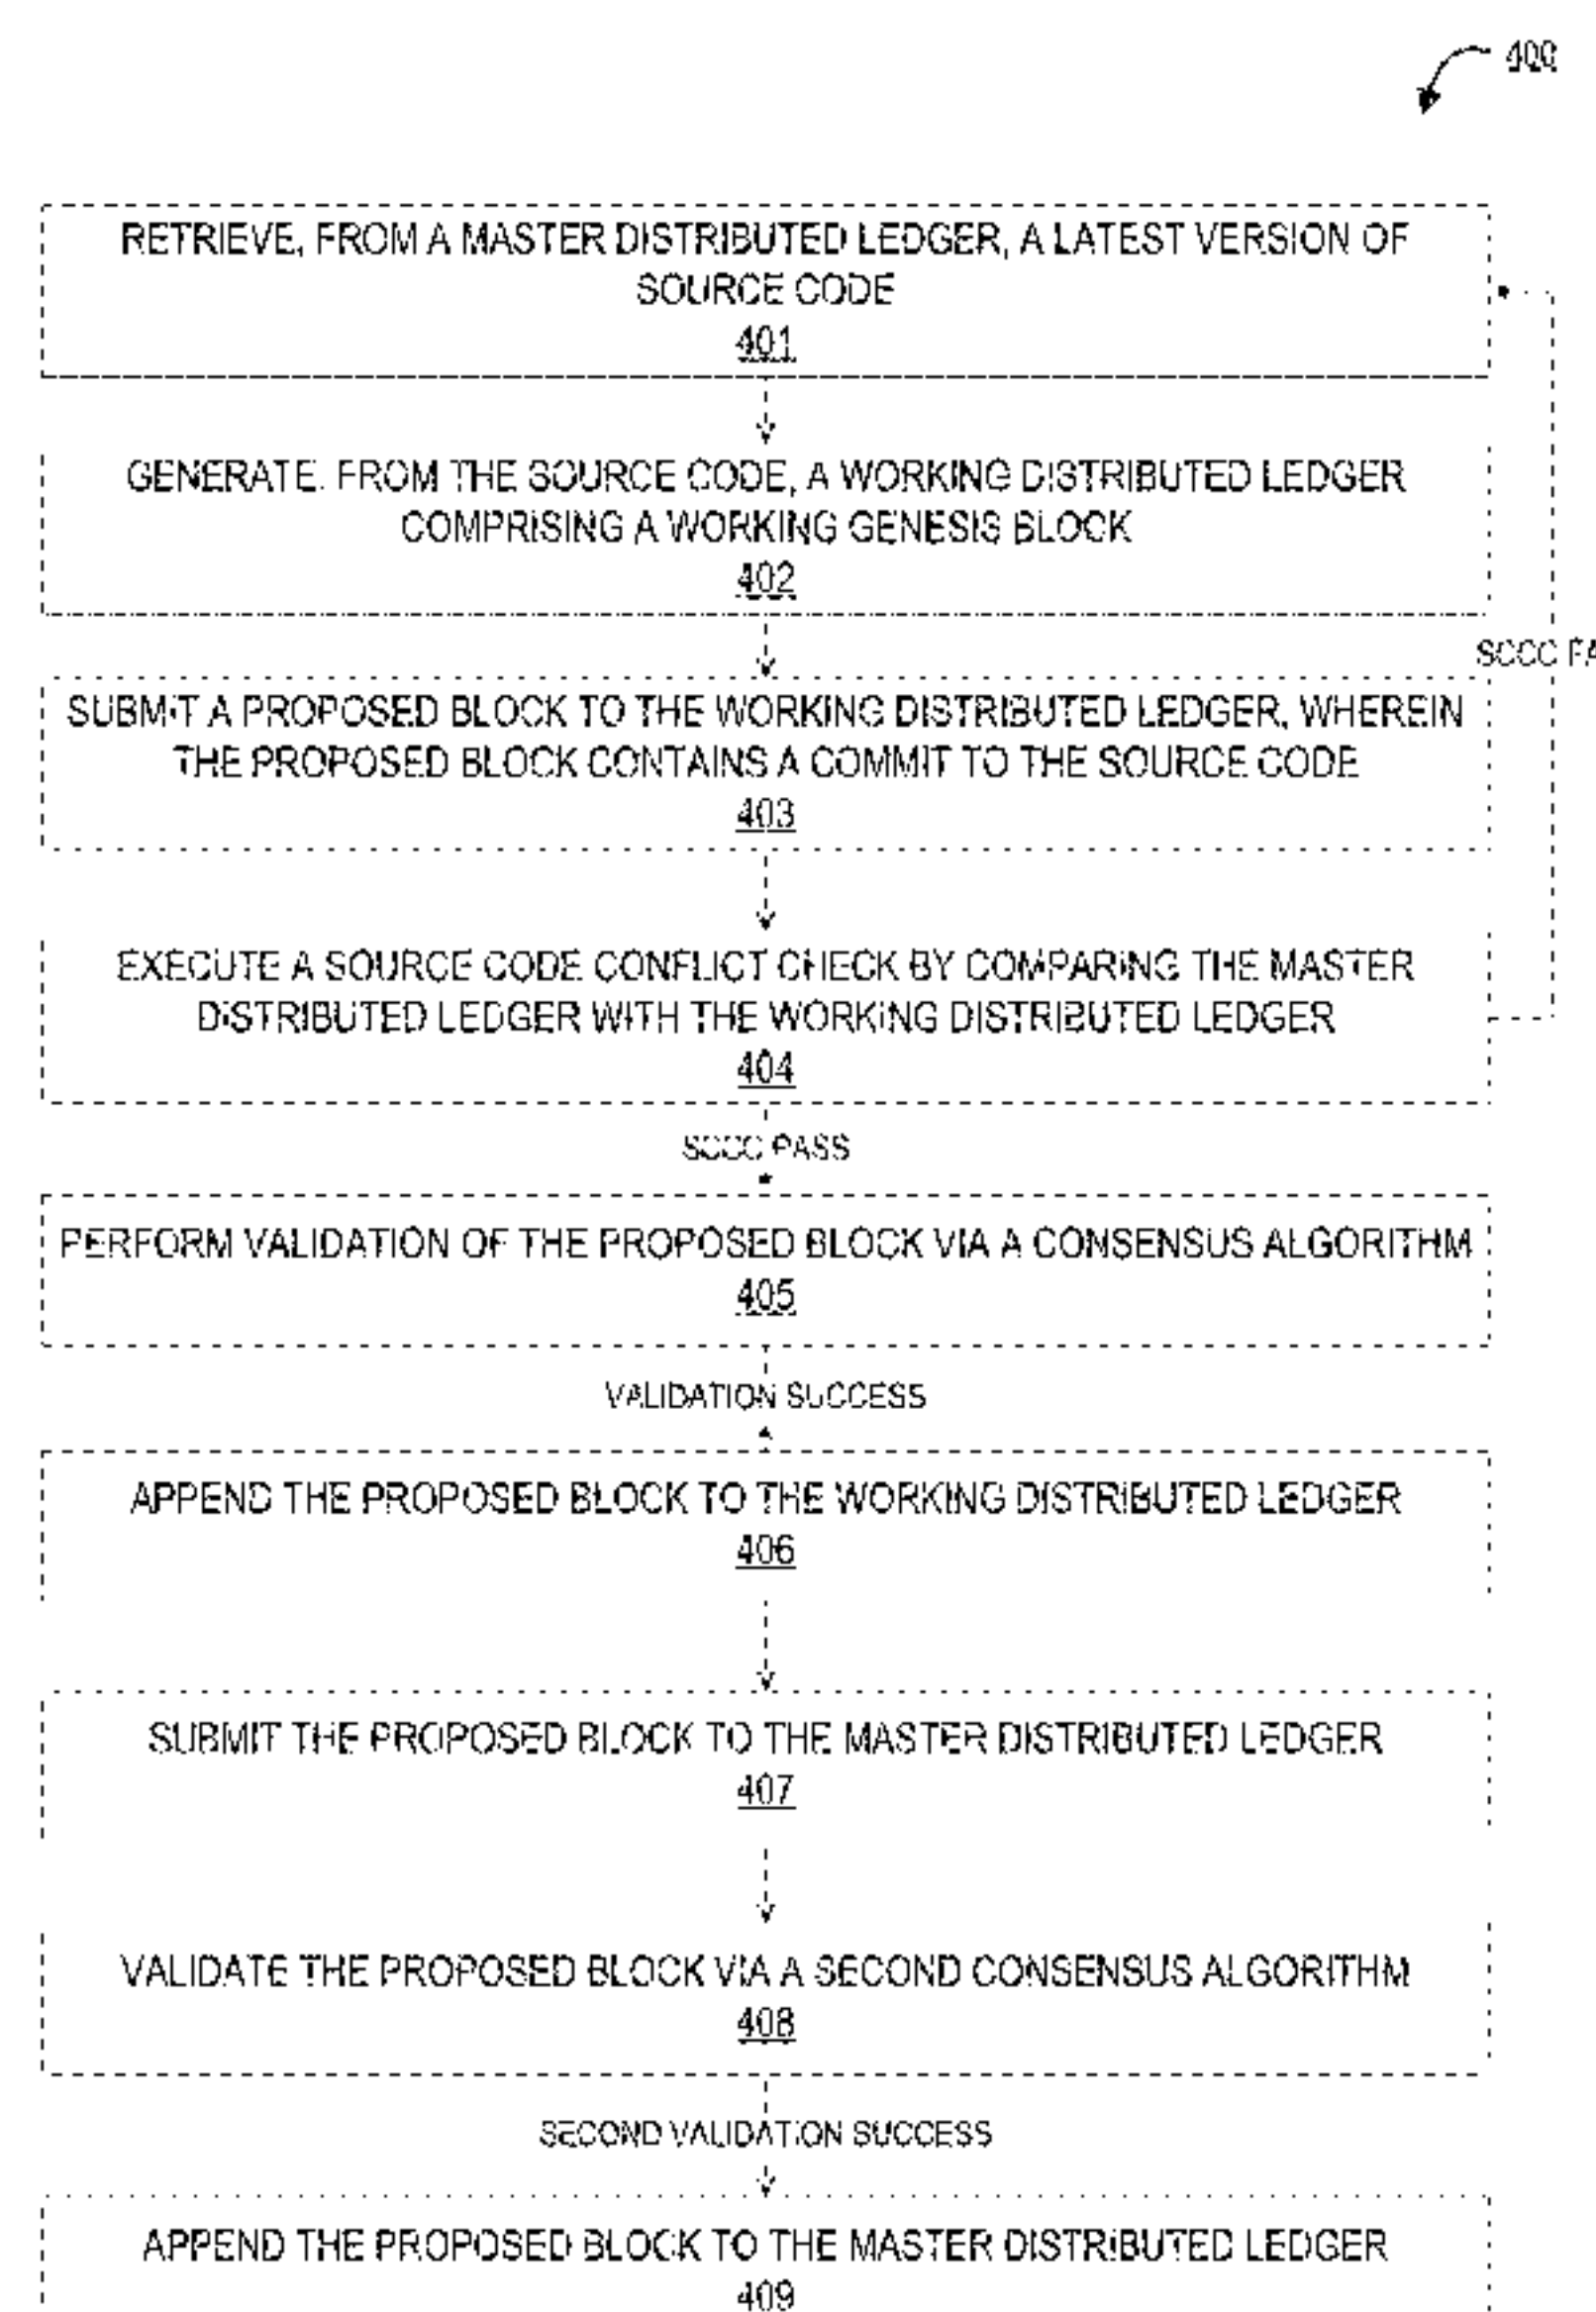 400
RETRIEVE, FROM A MASTER DISTRIBUTED LEDGER, A LATEST VERSION OF
SOURCE CODE
401
GENERATE, FROM THE SOURCE CODE, A WORKING DISTRIBUTED LEDGER
COMPRISING A WORKING GENESIS BLOCK
402
SCCC
SUBMIT A PROPOSED BLOCK TO THE WORKING DISTRIBUTED LEDGER, WHEREIN
THE PROPOSED BLOCK CONTAINS A COMMIT TO THE SOURCE CODE
403
EXECUTE A SOURCE CODE CONFLICT CHECK BY COMPARING THE MASTER
DISTRIBUTED LEDGER WITH THE WORKING DISTRIBUTED LEDGER
404
SCCC PASS
PERFORM VALIDATION OF THE PROPOSED BLOCK VIA A CONSENSUS ALGORITHM
405
VALIDATION SUCCESS
APPEND THE PROPOSED BLOCK TO THE WORKING DISTRIBUTED LEDGER
406
SUBMIT THE PROPOSED BLOCK TO THE MASTER DISTRIBUTED LEDGER
407
VALIDATE THE PROPOSED BLOCK VIA A SECOND CONSENSUS ALGORITHM
408
SECOND VALIDATION SUCCESS
APPEND THE PROPOSED BLOCK TO THE MASTER DISTRIBUTED LEDGER
409